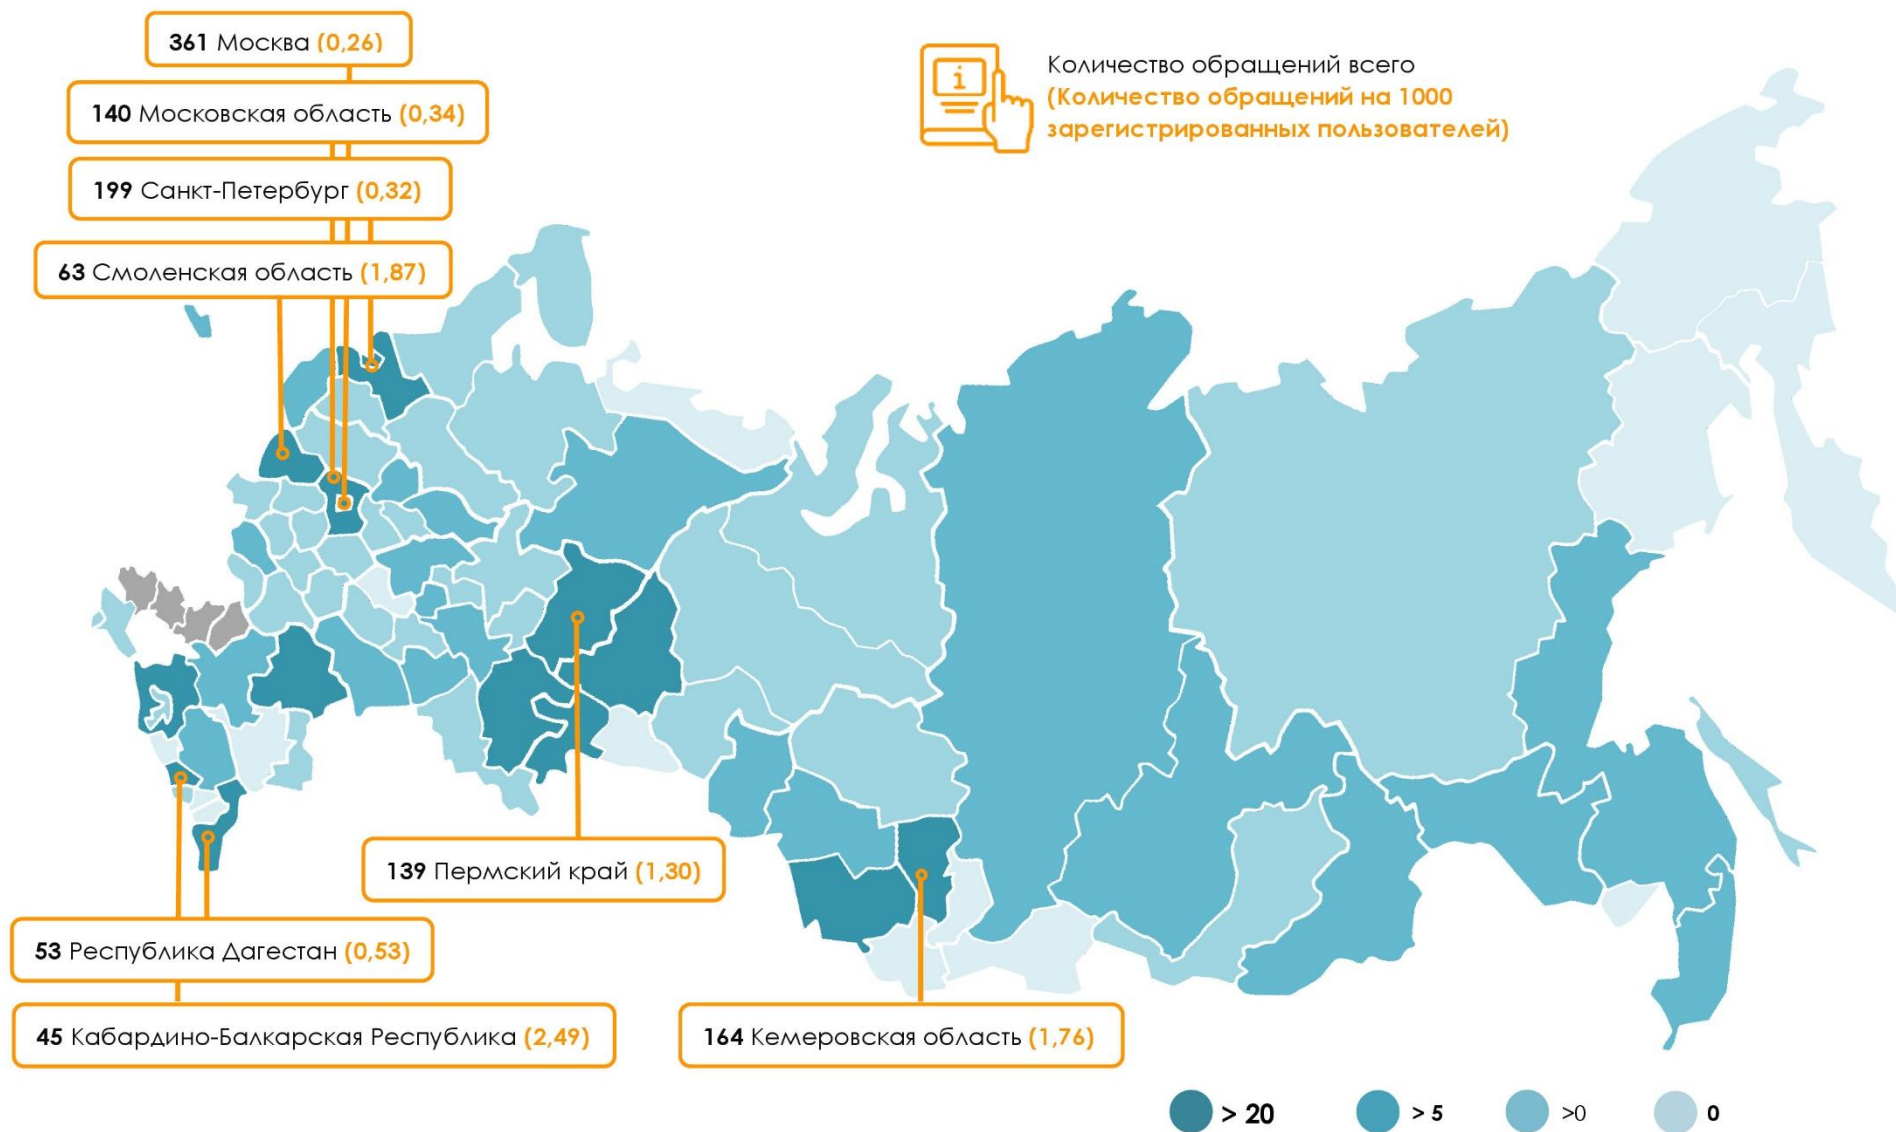 361 Москва (0,26)
140 Московская область (0,34)
199 Санкт-Петербург (0,32)
63 Смоленская область (1,87)
i
Количество обращений всего
(Количество обращений на 1000
зарегистрированных пользователей)
139 Пермский край (1,30)
53 Республика Дагестан (0,53)
45 Кабардино-Балкарская Республика (2,49)
164 Кемеровская область (1,76)
> 20
> 5
>0
0